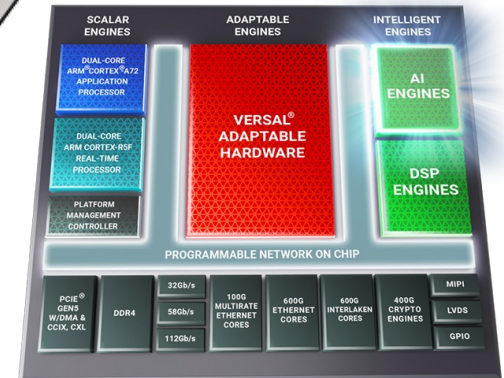 SCALAR
ENGINES
ADAPTABLE
ENGINES
INTELLIGENT
ENGINES
DUAL-CORE
ARM®CORTEX®A72
APPLICATION
PROCESSOR
DUAL-CORE
ARM CORTEX-R5F
REAL-TIME
PROCESSOR
PLATFORM
MANAGEMENT
CONTROLLER
VERSAL®
ADAPTABLE
HARDWARE
AI
ENGINES
DSP
ENGINES
PROGRAMMABLE NETWORK ON CHIP
PCIE®
GEN5
W/DMA &
CCIX, CXL
DDR4
32Gb/s
58Gb/s
112Gb/s
100G
MULTIRATE
ETHERNET
CORES
600G
ETHERNET
CORES
600G
INTERLAKEN
CORES
400G
CRYPTO
ENGINES
MIPI
LVDS
GPIO